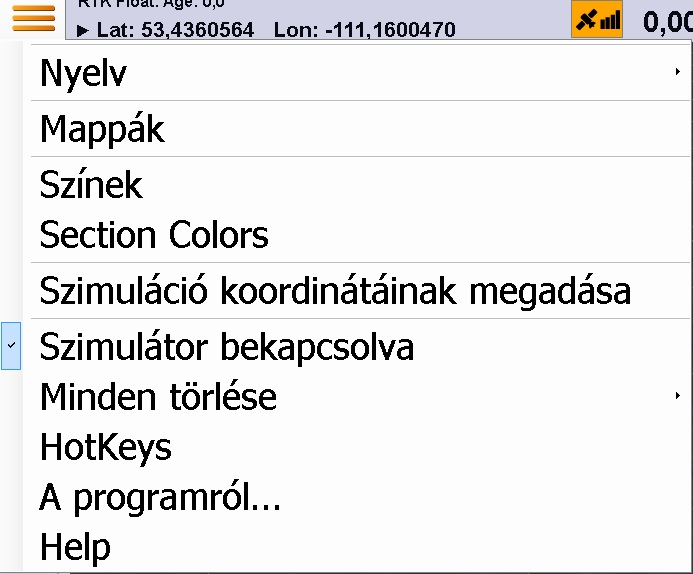 RTK Float: Age: 0,0
► Lat: 53,4360564 Lon: -111,1600470
0,00
Nyelv
Mappák
Színek
Section Colors
Szimuláció koordinátáinak megadása
Szimulátor bekapcsolva
Minden törlése
HotKeys
A programról...
Help